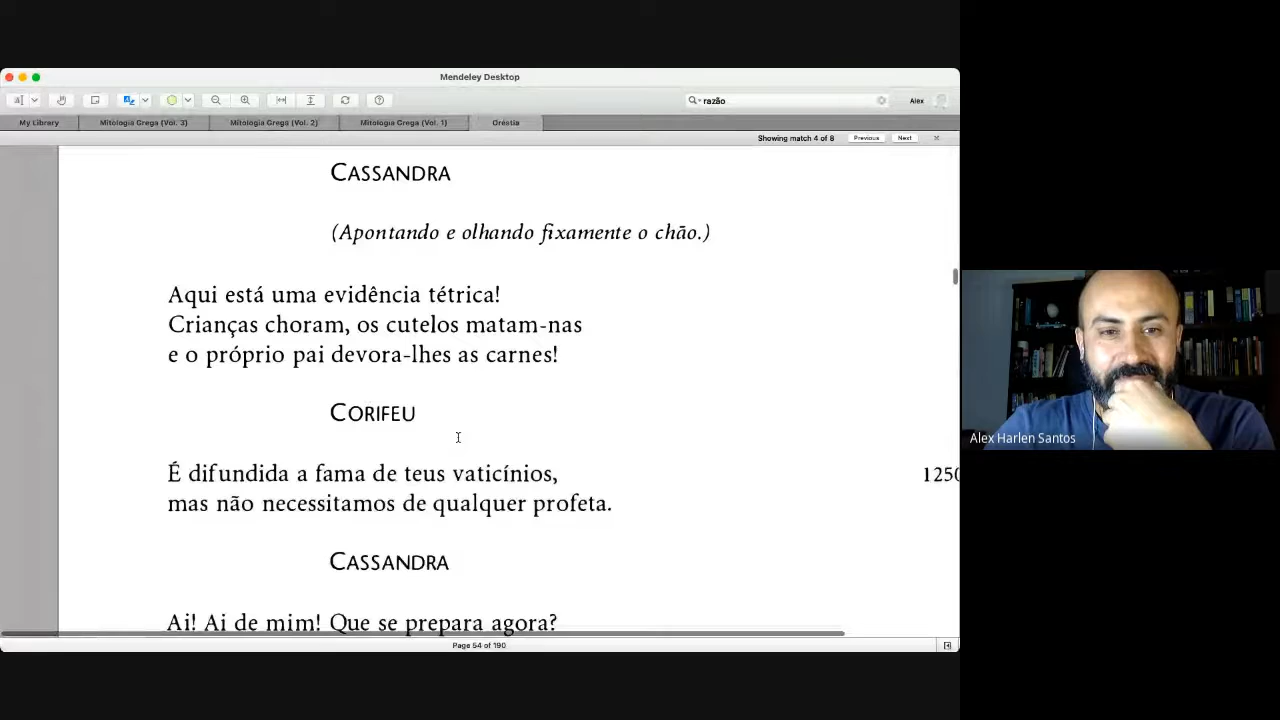 Mendeley Desktop
razão
Alex
My Library
Mitologia Grega (Vol. 3)
Mitologia Grega (Vol. 2)
Mitologia Grega (Vol. 1)
Oréstia
Showing match 4 of 8
Previous
Next
CASSANDRA
(Apontando e olhando fixamente o chão.)
Aqui está uma evidência tétrica!
Crianças choram, os cutelos matam-nas
e o próprio pai devora-lhes as carnes!
CORIFEU
É difundida a fama de teus vaticínios,
1250
mas não necessitamos de qualquer profeta.
CASSANDRA
Ai! Ai de mim! Que se prepara agora?
Page 54 of 190
Alex Harlen Santos